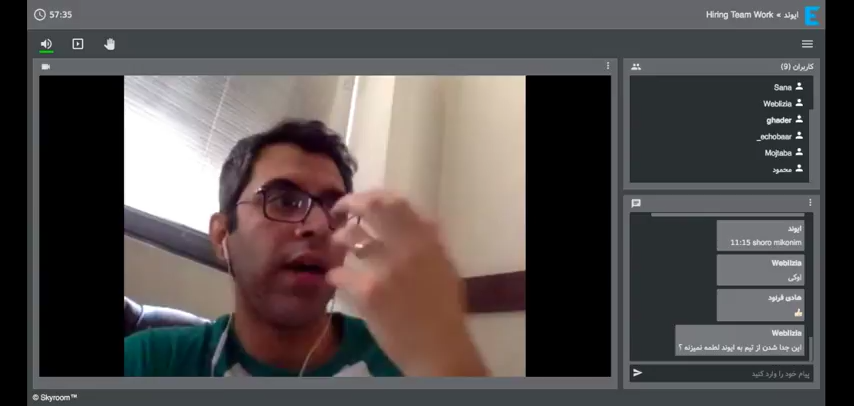 57:35
ایوند » Hiring Team Work
کاربران (9)
Sana
Weblizia
ghader
_echobaar
Mojtaba
محمود
ایوند
11:15 shoro mikonim
Weblizia
اوکی
هادی فرنود
Weblizia
این جدا شدن از تیم به ایوند لطمه نمیزنه ؟
پیام خود را وارد کنید
© Skyroom™